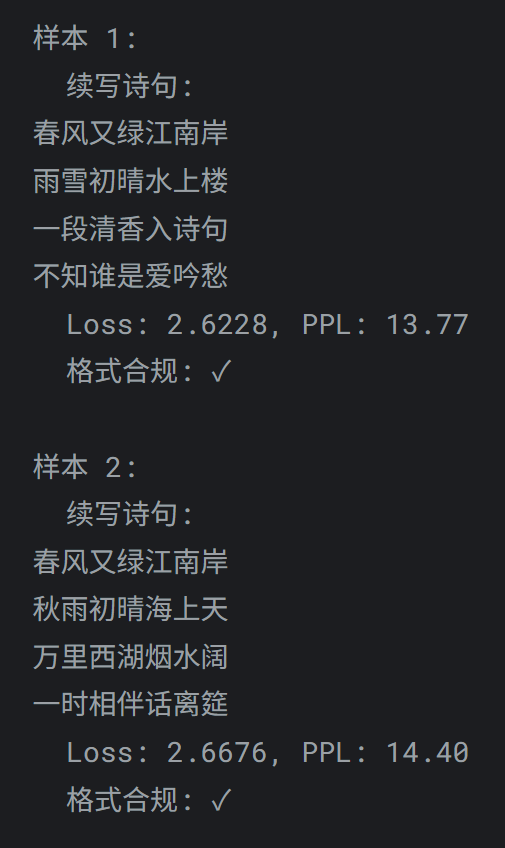 样本 1:
续写诗句:
春风又绿江南岸
雨雪初晴水上楼
一段清香入诗句
不知谁是爱吟愁
Loss: 2.6228, PPL: 13.77
格式合规: ✓
样本 2:
续写诗句:
春风又绿江南岸
秋雨初晴海上天
万里西湖烟水阔
一时相伴话离筵
Loss: 2.6676, PPL: 14.40
格式合规: ✓